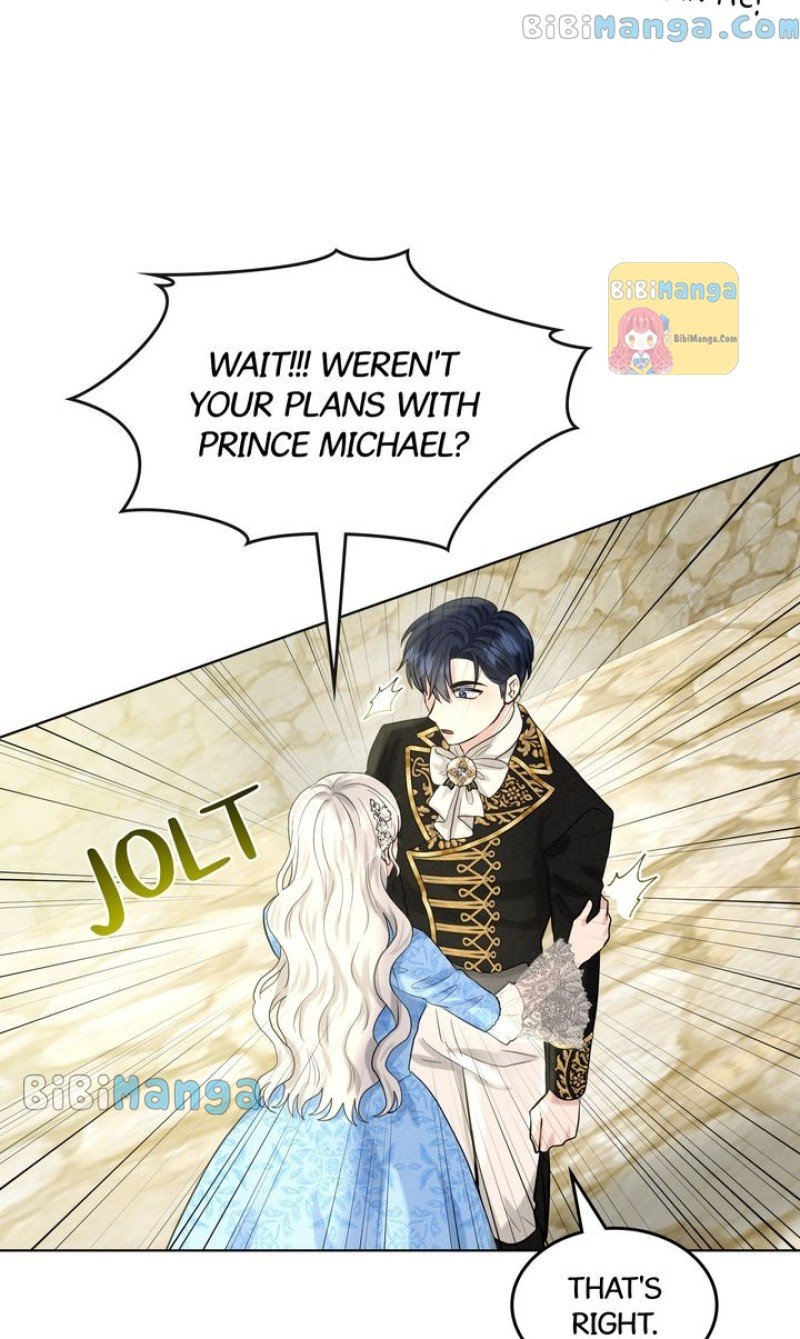 BiBiManga.Com
BiBiManga
BibiManga.Com
WAIT!!! WEREN'T
YOUR PLANS WITH
PRINCE MICHAEL?
JOLT
BiBiManga
THAT'S
RIGHT.